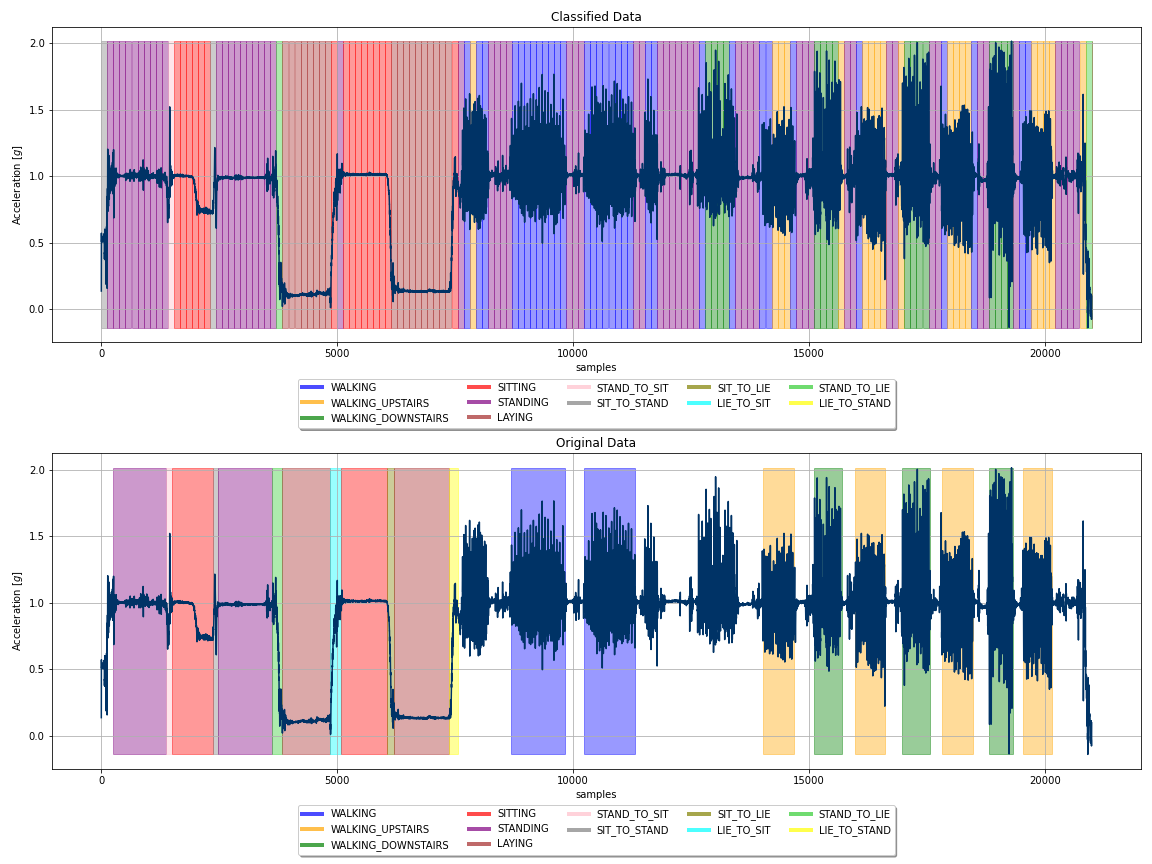 Classified Data
2.0
1.5
1.0
0.5
0.0
Acceleration [g]
0 5000 10000 15000 20000
samples
WALKING SITTING STAND_TO_SIT SIT_TO_LIE STAND_TO_LIE
WALKING_UPSTAIRS STANDING SIT_TO_STAND LIE_TO_SIT LIE_TO_STAND
WALKING_DOWNSTAIRS LAYING
Original Data
2.0
1.5
1.0
0.5
0.0
Acceleration [g]
0 5000 10000 15000 20000
samples
WALKING SITTING STAND_TO_SIT SIT_TO_LIE STAND_TO_LIE
WALKING_UPSTAIRS STANDING SIT_TO_STAND LIE_TO_SIT LIE_TO_STAND
WALKING_DOWNSTAIRS LAYING